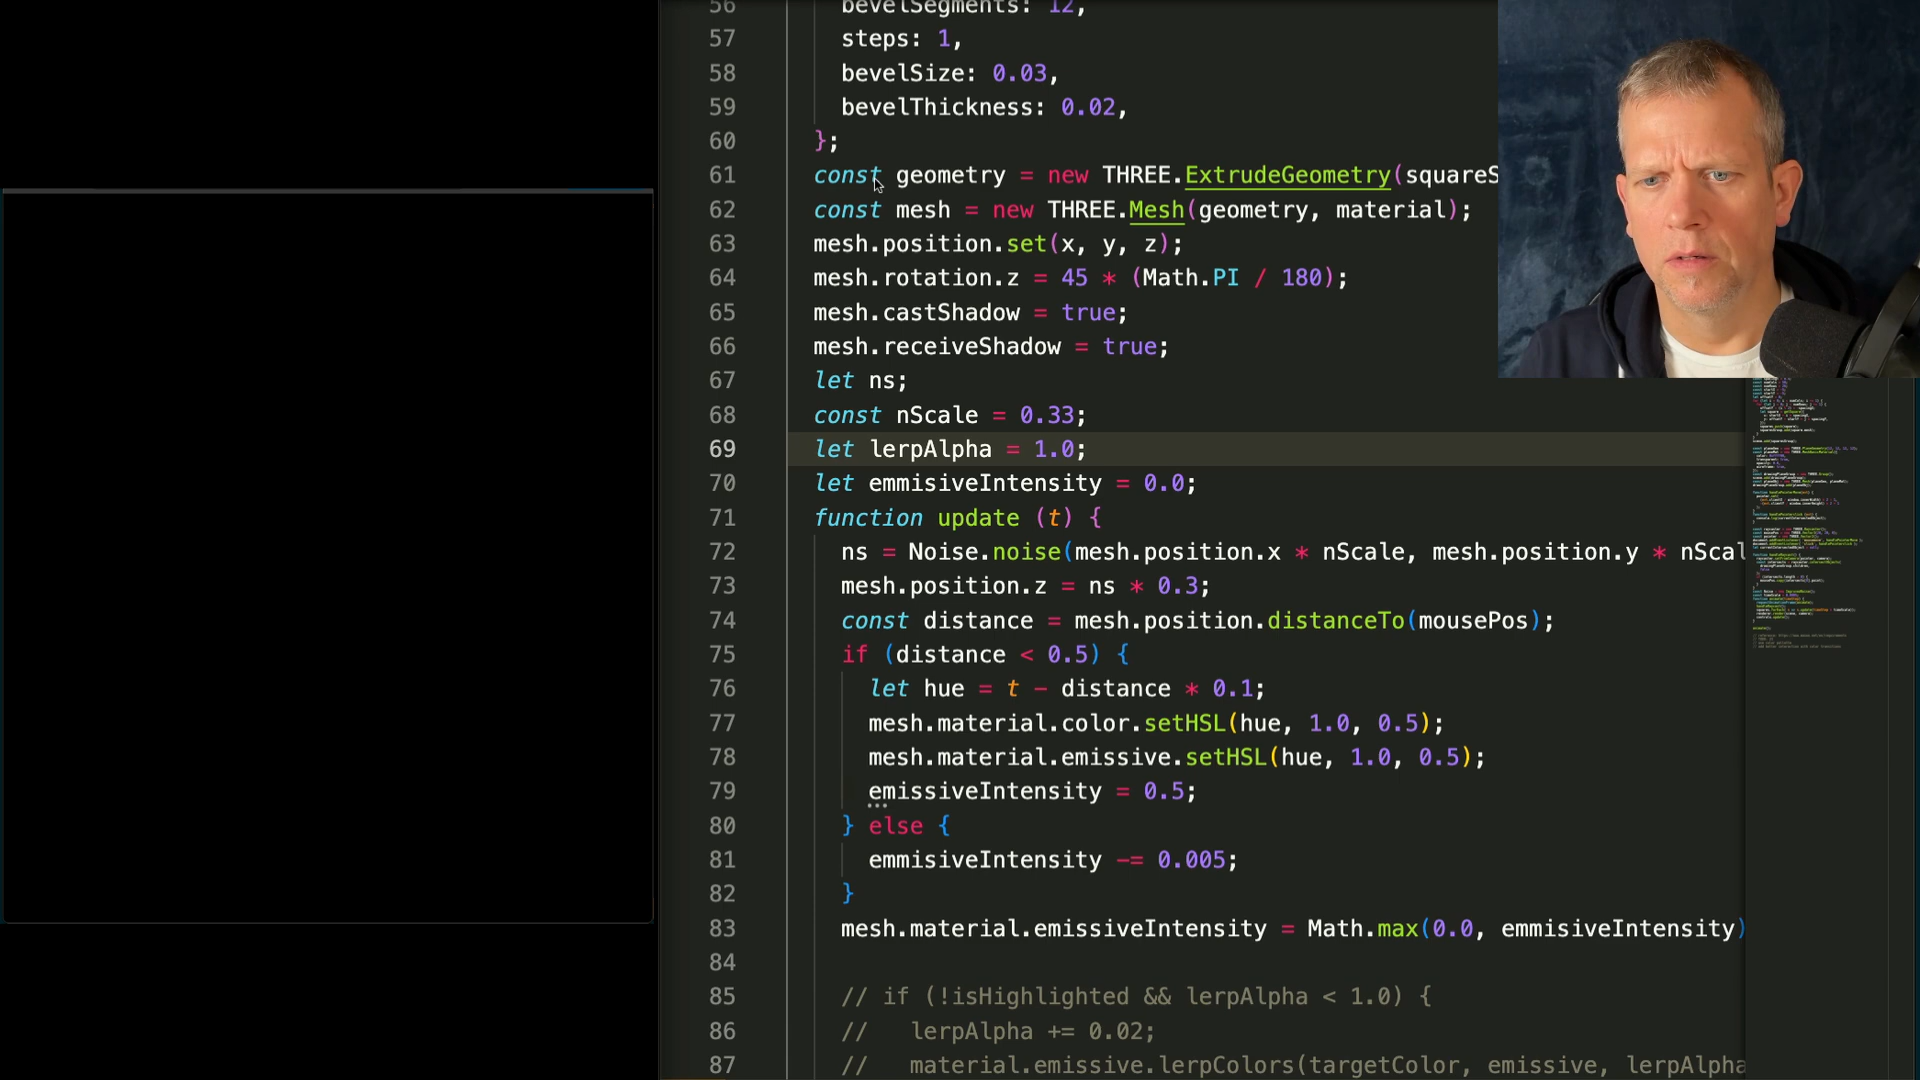 56 bevelSegments: 12,
57 steps: 1,
58 bevelSize: 0.03,
59 bevelThickness: 0.02,
60 };
61 const geometry = new THREE.ExtrudeGeometry(squareS
62 const mesh = new THREE.Mesh(geometry, material);
63 mesh.position.set(x, y, z);
64 mesh.rotation.z = 45 * (Math.PI / 180);
65 mesh.castShadow = true;
66 mesh.receiveShadow = true;
67 let ns;
68 const nScale = 0.33;
69 let lerpAlpha = 1.0;
70 let emmisiveIntensity = 0.0;
71 function update (t) {
72 ns = Noise.noise(mesh.position.x * nScale, mesh.position.y * nScal
73 mesh.position.z = ns * 0.3;
74 const distance = mesh.position.distanceTo(mousePos);
75 if (distance < 0.5) {
76 let hue = t - distance * 0.1;
77 mesh.material.color.setHSL(hue, 1.0, 0.5);
78 mesh.material.emissive.setHSL(hue, 1.0, 0.5);
79 emissiveIntensity = 0.5;
80 } else {
81 emmisiveIntensity -= 0.005;
82 }
83 mesh.material.emissiveIntensity = Math.max(0.0, emmisiveIntensity)
84
85 // if (!isHighlighted && lerpAlpha < 1.0) {
86 // lerpAlpha += 0.02;
87 // material.emissive.lerpColors(targetColor, emissive, lerpAlpha